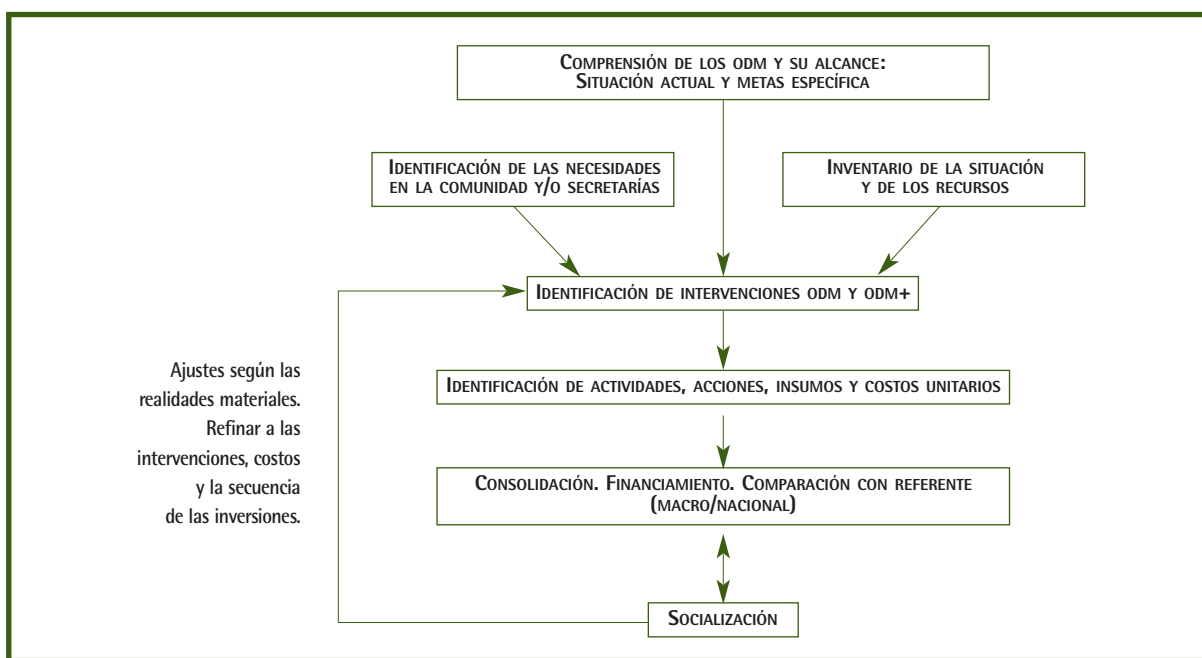 COMPRENSIÓN DE LOS ODM Y SU ALCANCE:
SITUACIÓN ACTUAL Y METAS ESPECÍFICA
IDENTIFICACIÓN DE LAS NECESIDADES
EN LA COMUNIDAD Y/O SECRETARÍAS
INVENTARIO DE LA SITUACIÓN
Y DE LOS RECURSOS
IDENTIFICACIÓN DE INTERVENCIONES ODM Y ODM+
Ajustes según las
realidades materiales.
Refinar a las
intervenciones, costos
y la secuencia
de las inversiones.
IDENTIFICACIÓN DE ACTIVIDADES, ACCIONES, INSUMOS Y COSTOS UNITARIOS
CONSOLIDACIÓN. FINANCIAMIENTO. COMPARACIÓN CON REFERENTE
(MACRO/NACIONAL)
SOCIALIZACIÓN